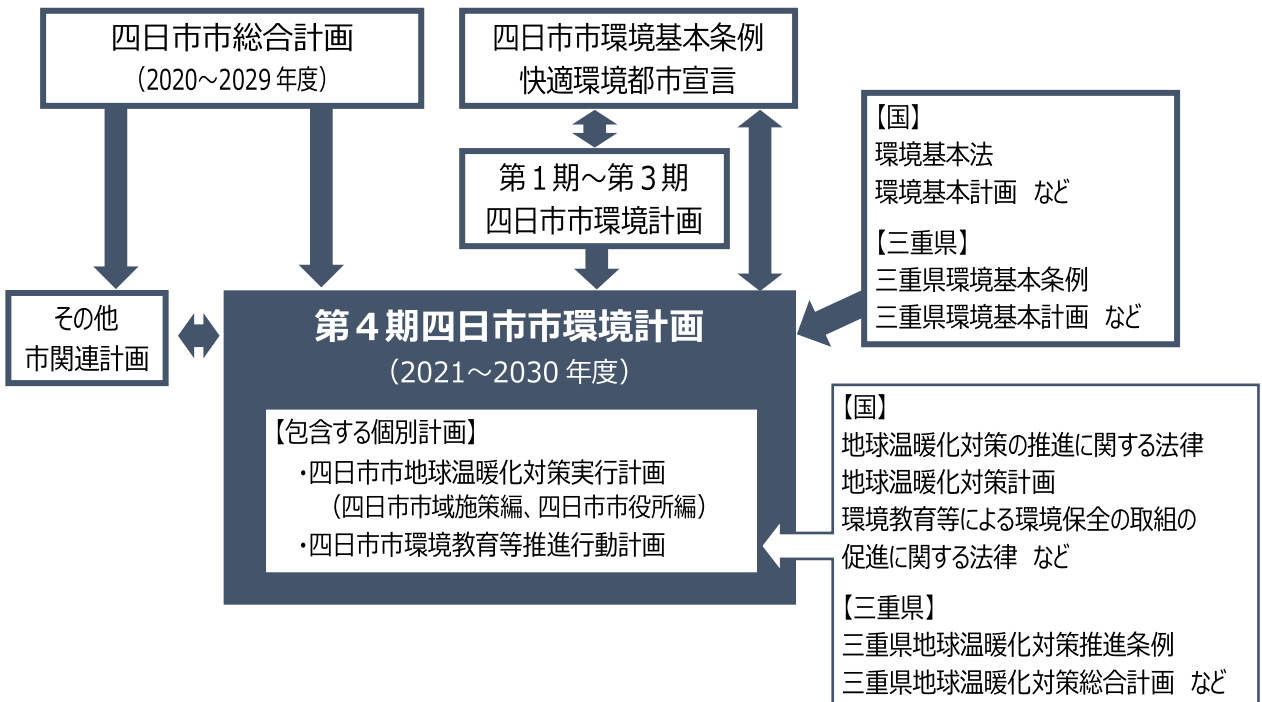 四日市市総合計画
（2020～2029 年度）
四日市市環境基本条例
快適環境都市宣言
第１期～第３期
四日市市環境計画
【国】
環境基本法
環境基本計画　など
【三重県】
三重県環境基本条例
三重県環境基本計画　など
その他
市関連計画
第４期四日市市環境計画
（2021～2030 年度）
【包含する個別計画】
・四日市市地球温暖化対策実行計画
（四日市市域施策編、四日市市役所編）
・四日市市環境教育等推進行動計画
【国】
地球温暖化対策の推進に関する法律
地球温暖化対策計画
環境教育等による環境保全の取組の
促進に関する法律　など
【三重県】
三重県地球温暖化対策推進条例
三重県地球温暖化対策総合計画　など